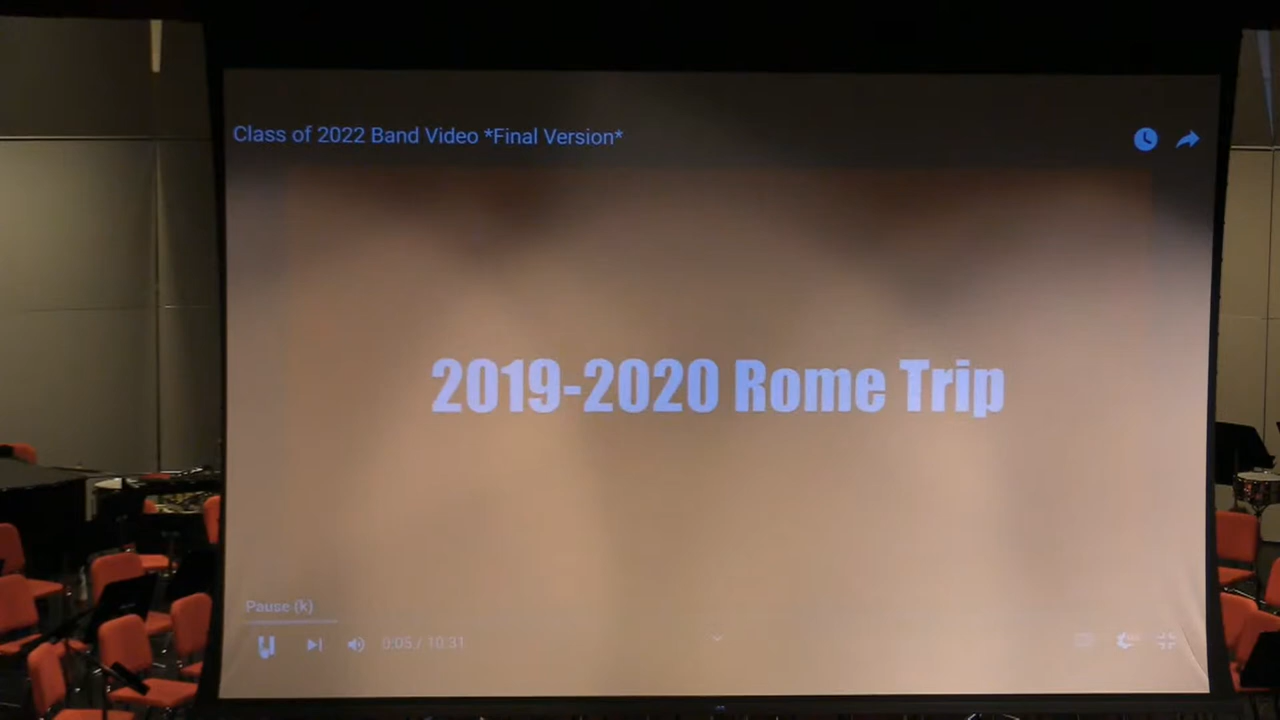 Class of 2022 Band Video *Final Version*
2019-2020 Rome Trip
Pause (k)
0:05 / 10:31